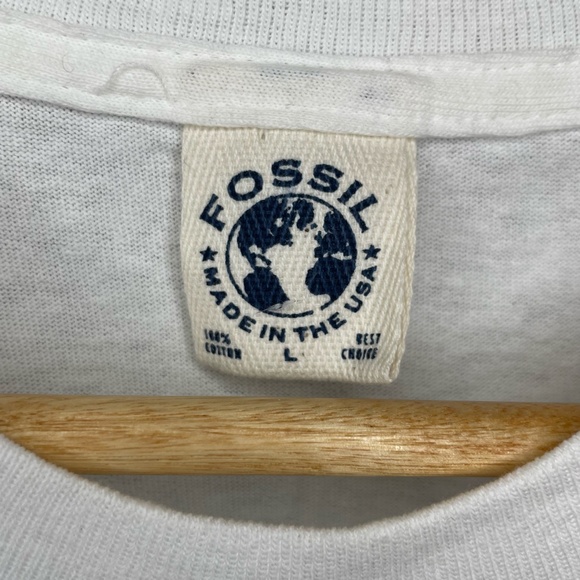 FOSSIL
★ MADE IN THE USA ★
100% BEST
COTTON L CHOICE